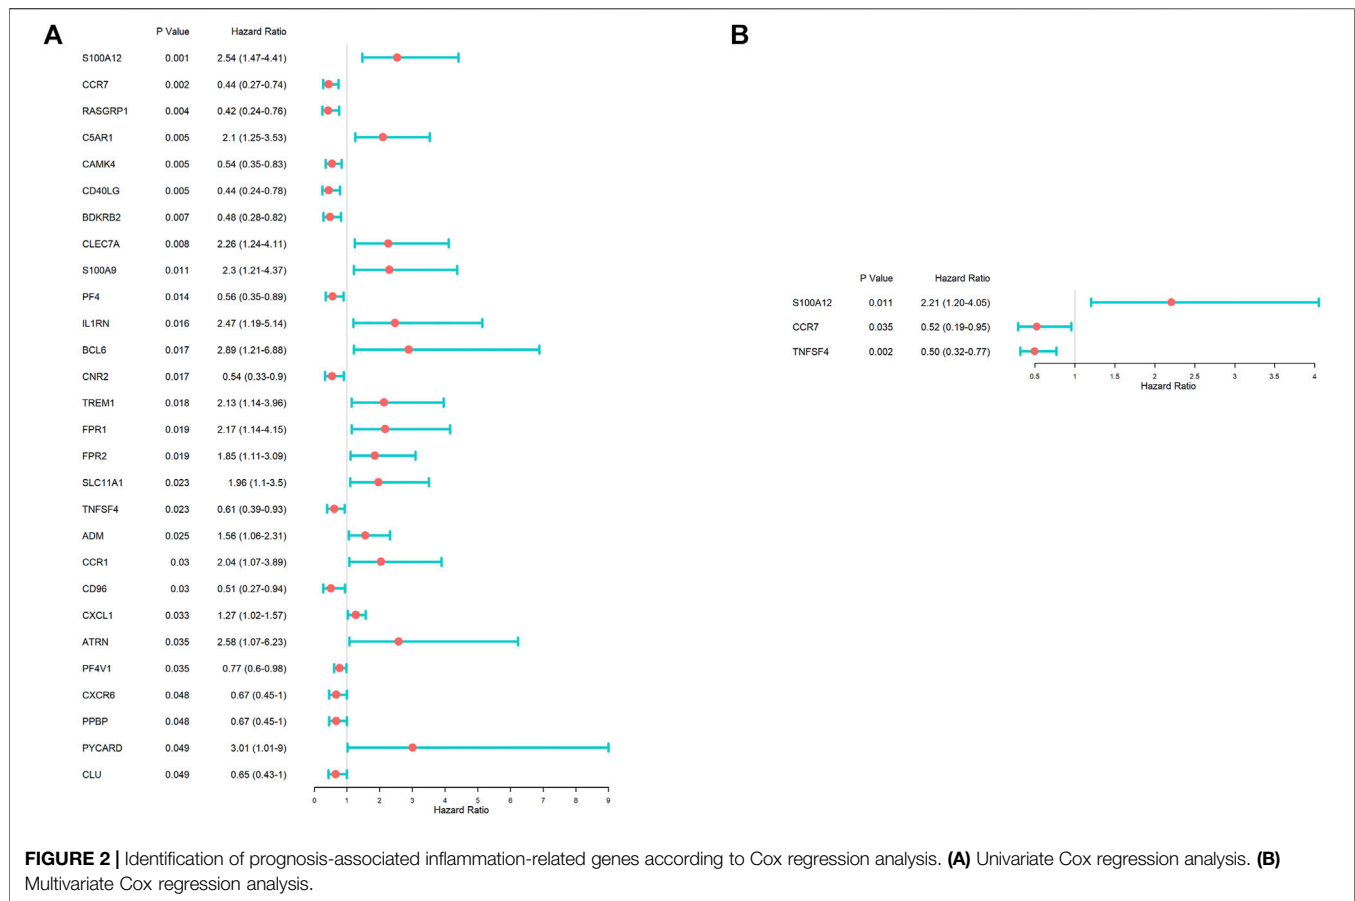 A
P Value Hazard Ratio
S100A12 0.001 2.54 (1.47-4.41)
CCR7 0.002 0.44 (0.27-0.74)
RASGRP1 0.004 0.42 (0.24-0.76)
C5AR1 0.005 2.1 (1.25-3.53)
CAMK4 0.005 0.54 (0.35-0.83)
CD40LG 0.005 0.44 (0.24-0.78)
BDKRB2 0.007 0.48 (0.28-0.82)
CLEC7A 0.008 2.26 (1.24-4.11)
S100A9 0.011 2.3 (1.21-4.37)
PF4 0.014 0.56 (0.35-0.89)
IL1RN 0.016 2.47 (1.19-5.14)
BCL6 0.017 2.89 (1.21-6.88)
CNR2 0.017 0.54 (0.33-0.9)
TREM1 0.018 2.13 (1.14-3.96)
FPR1 0.019 2.17 (1.14-4.15)
FPR2 0.019 1.85 (1.11-3.09)
SLC11A1 0.023 1.96 (1.1-3.5)
TNFSF4 0.023 0.61 (0.39-0.93)
ADM 0.025 1.56 (1.06-2.31)
CCR1 0.03 2.04 (1.07-3.89)
CD96 0.03 0.51 (0.27-0.94)
CXCL1 0.033 1.27 (1.02-1.57)
ATRN 0.035 2.58 (1.07-6.23)
PF4V1 0.035 0.77 (0.6-0.98)
CXCR6 0.048 0.67 (0.45-1)
PPBP 0.048 0.67 (0.45-1)
PYCARD 0.049 3.01 (1.01-9)
CLU 0.049 0.65 (0.43-1)
0 1 2 3 4 5 6 7 8 9
Hazard Ratio
B
P Value Hazard Ratio
S100A12 0.011 2.21 (1.20-4.05)
CCR7 0.035 0.52 (0.19-0.95)
TNFSF4 0.002 0.50 (0.32-0.77)
0.5 1 1.5 2 2.5 3 3.5 4
Hazard Ratio
FIGURE 2 | Identification of prognosis-associated inflammation-related genes according to Cox regression analysis. (A) Univariate Cox regression analysis. (B)
Multivariate Cox regression analysis.